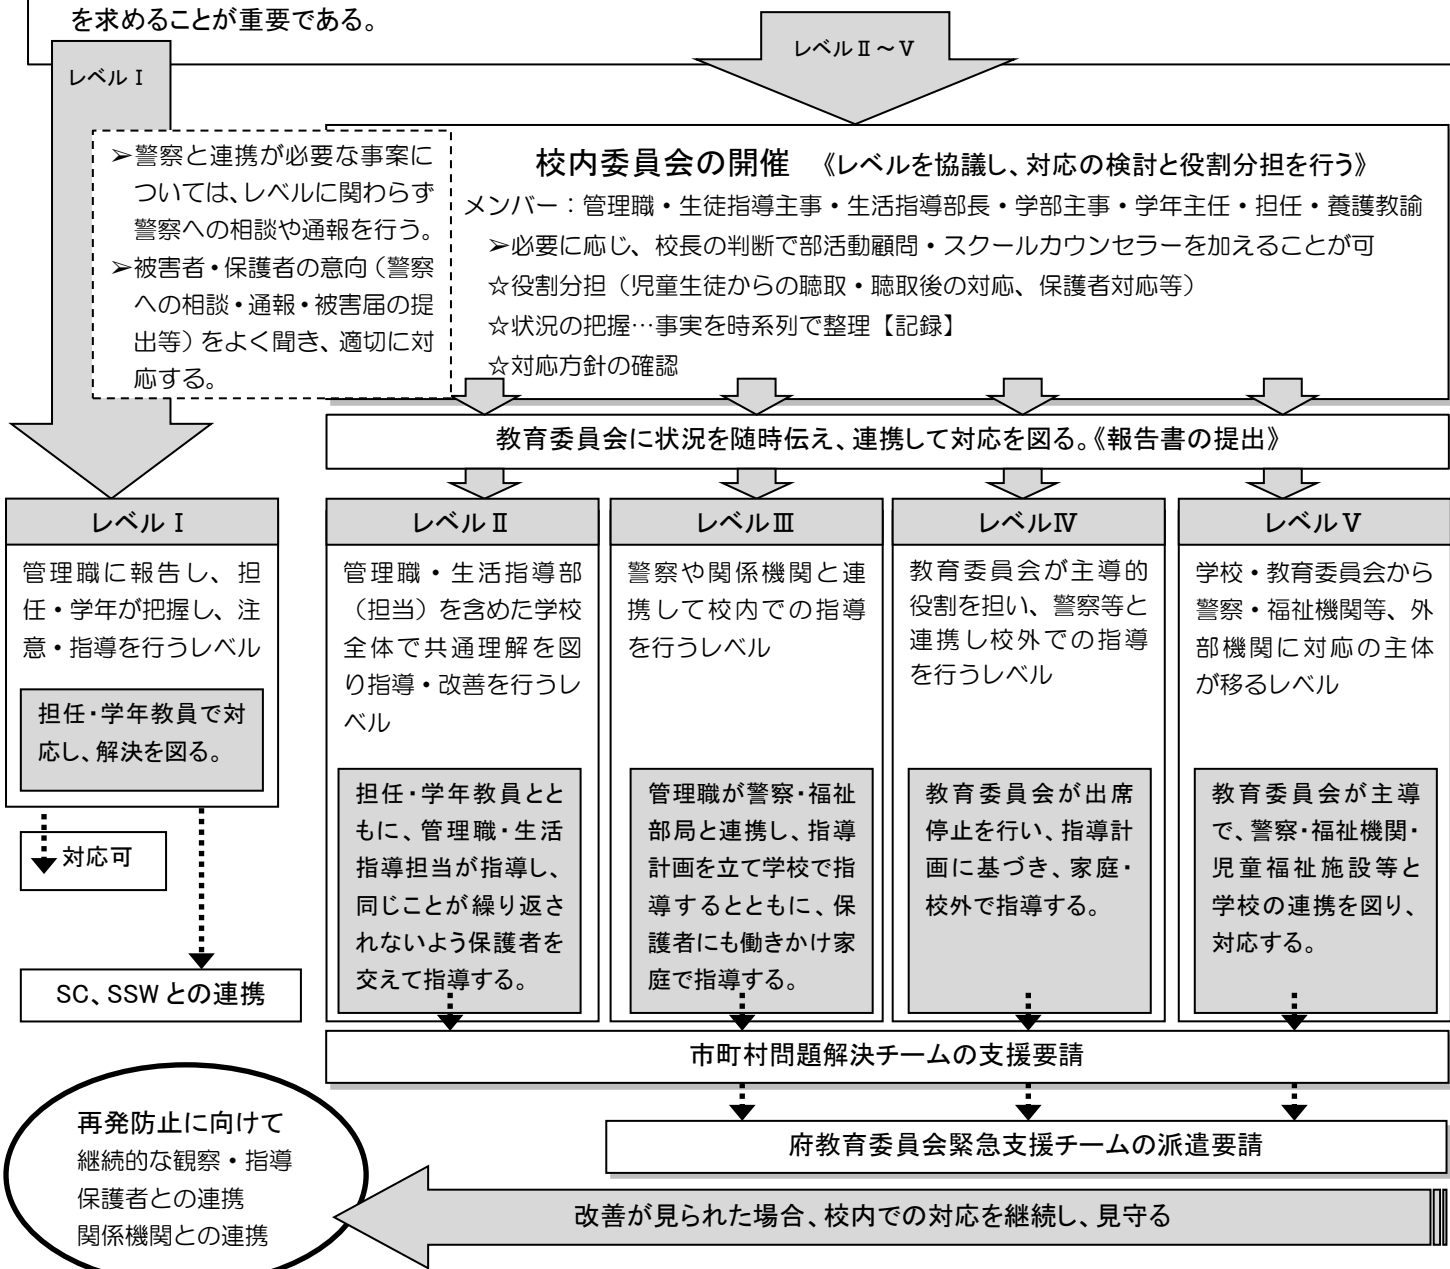 を求めることが重要である。
レベルⅠ
レベルⅡ～Ⅴ
➢警察と連携が必要な事案に
ついては、レベルに関わらず
警察への相談や通報を行う。
➢被害者・保護者の意向（警察
への相談・通報・被害届の提
出等）をよく聞き、適切に対
応する。
校内委員会の開催　《レベルを協議し、対応の検討と役割分担を行う》
メンバー：管理職・生徒指導主事・生活指導部長・学部主事・学年主任・担任・養護教諭
➢必要に応じ、校長の判断で部活動顧問・スクールカウンセラーを加えることが可
☆役割分担（児童生徒からの聴取・聴取後の対応、保護者対応等）
☆状況の把握…事実を時系列で整理【記録】
☆対応方針の確認
教育委員会に状況を随時伝え、連携して対応を図る。《報告書の提出》
レベルⅠ
管理職に報告し、担
任・学年が把握し、注
意・指導を行うレベル
担任・学年教員で対
応し、解決を図る。
対応可
SC、SSWとの連携
レベルⅡ
管理職・生活指導部
（担当）を含めた学校
全体で共通理解を図
り指導・改善を行うレ
ベル
担任・学年教員とと
もに、管理職・生活
指導担当が指導し、
同じことが繰り返さ
れないよう保護者を
交えて指導する。
レベルⅢ
警察や関係機関と連
携して校内での指導
を行うレベル
管理職が警察・福祉
部局と連携し、指導
計画を立て学校で指
導するとともに、保
護者にも働きかけ家
庭で指導する。
レベルⅣ
教育委員会が主導的
役割を担い、警察等と
連携し校外での指導
を行うレベル
教育委員会が出席
停止を行い、指導計
画に基づき、家庭・
校外で指導する。
レベルⅤ
学校・教育委員会から
警察・福祉機関等、外
部機関に対応の主体
が移るレベル
教育委員会が主導
で、警察・福祉機関・
児童福祉施設等と
学校の連携を図り、
対応する。
市町村問題解決チームの支援要請
府教育委員会緊急支援チームの派遣要請
再発防止に向けて
継続的な観察・指導
保護者との連携
関係機関との連携
改善が見られた場合、校内での対応を継続し、見守る